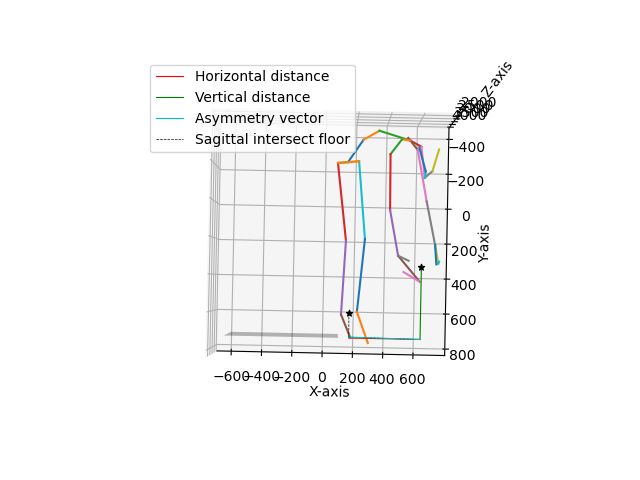 Horizontal distance
Vertical distance
Asymmetry vector
Sagittal intersect floor
Z-axis
−400
−200
0
200
400
600
800
Y-axis
−600 −400 −200 0 200 400 600
X-axis